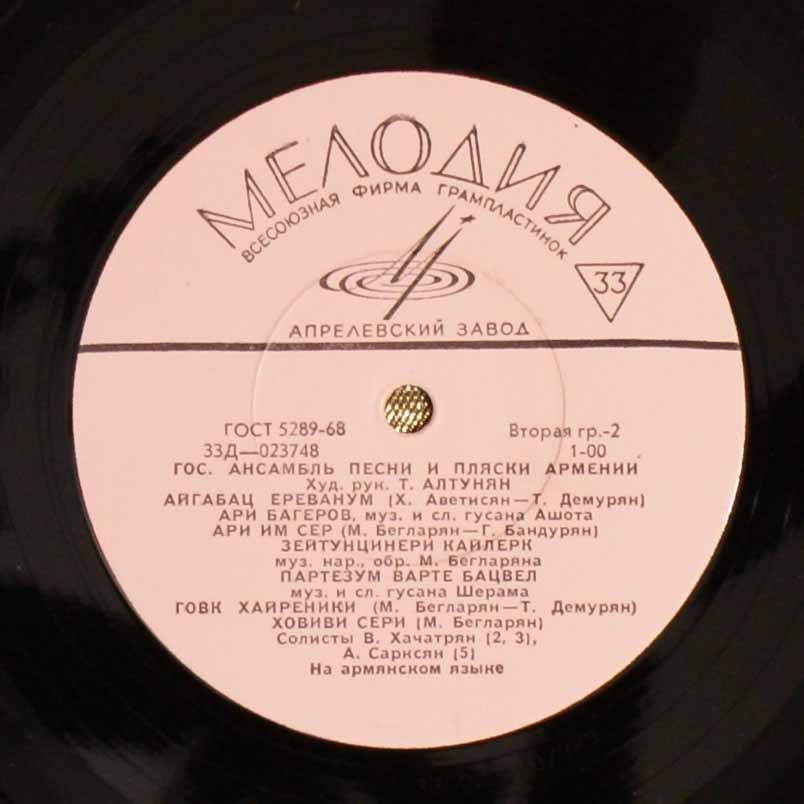 МЕЛОДИЯ
ВСЕСОЮЗНАЯ ФИРМА ГРАМПЛАСТИНОК
33
АПРЕЛЕВСКИЙ ЗАВОД
ГОСТ 5289-68 Вторая гр.-2
33Д—023748 1-00
ГОС. АНСАМБЛЬ ПЕСНИ И ПЛЯСКИ АРМЕНИИ
Худ. рук. Т. АЛТУНЯН
АЙГАБАЦ ЕРЕВАНУМ (Х. Аветисян—Т. Демурян)
АРИ БАГЕРОВ, муз. и сл. гусана Ашота
АРИ ИМ СЕР (М. Бегларян—Г. Бандурян)
ЗЕЙТУНЦИНЕРИ КАЙЛЕРК
муз. нар., обр. М. Бегларяна
ПАРТЕЗУМ ВАРТЕ БАЦВЕЛ
муз. и сл. гусана Шерама
ГОВК ХАЙРЕНИКИ (М. Бегларян—Т. Демурян)
ХОВИВИ СЕРИ (М. Бегларян)
Солисты В. Хачатрян (2, 3),
А. Сарксян (5)
На армянском языке